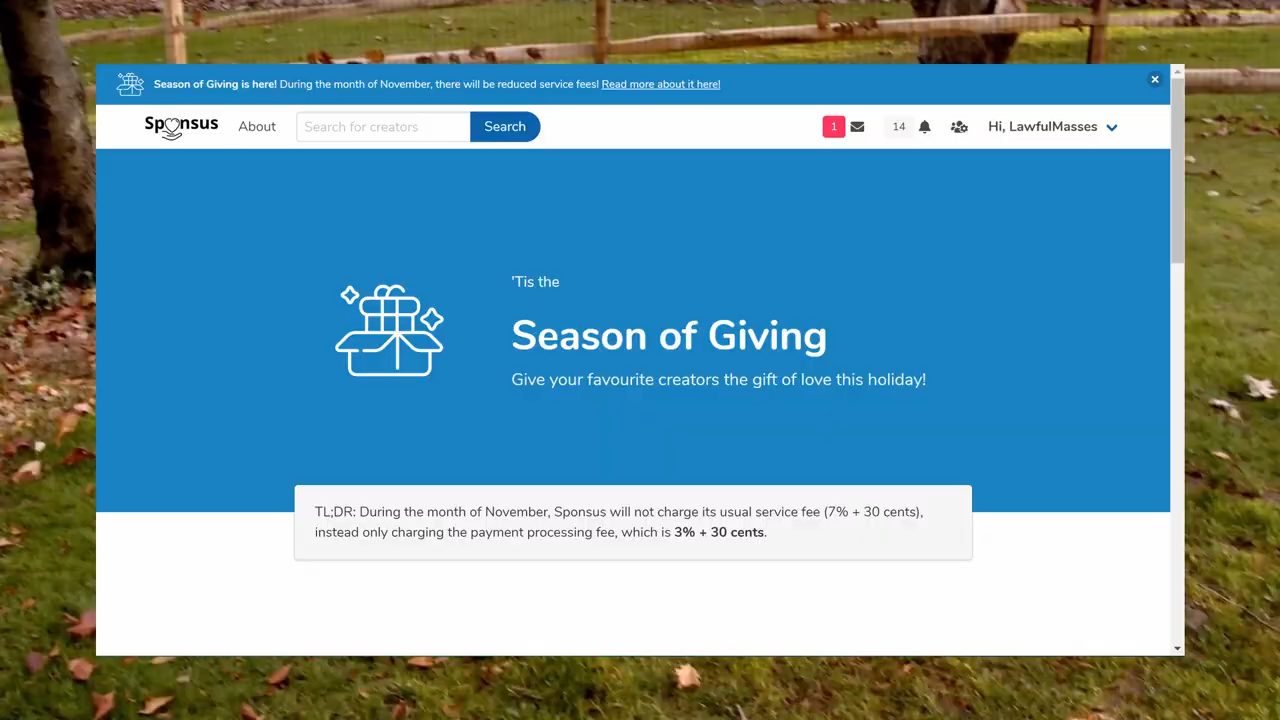 Season of Giving is here! During the month of November, there will be reduced service fees! Read more about it here!
Sponsus About Search for creators Search 1 14 Hi, LawfulMasses
'Tis the
Season of Giving
Give your favourite creators the gift of love this holiday!
TL;DR: During the month of November, Sponsus will not charge its usual service fee (7% + 30 cents),
instead only charging the payment processing fee, which is 3% + 30 cents.